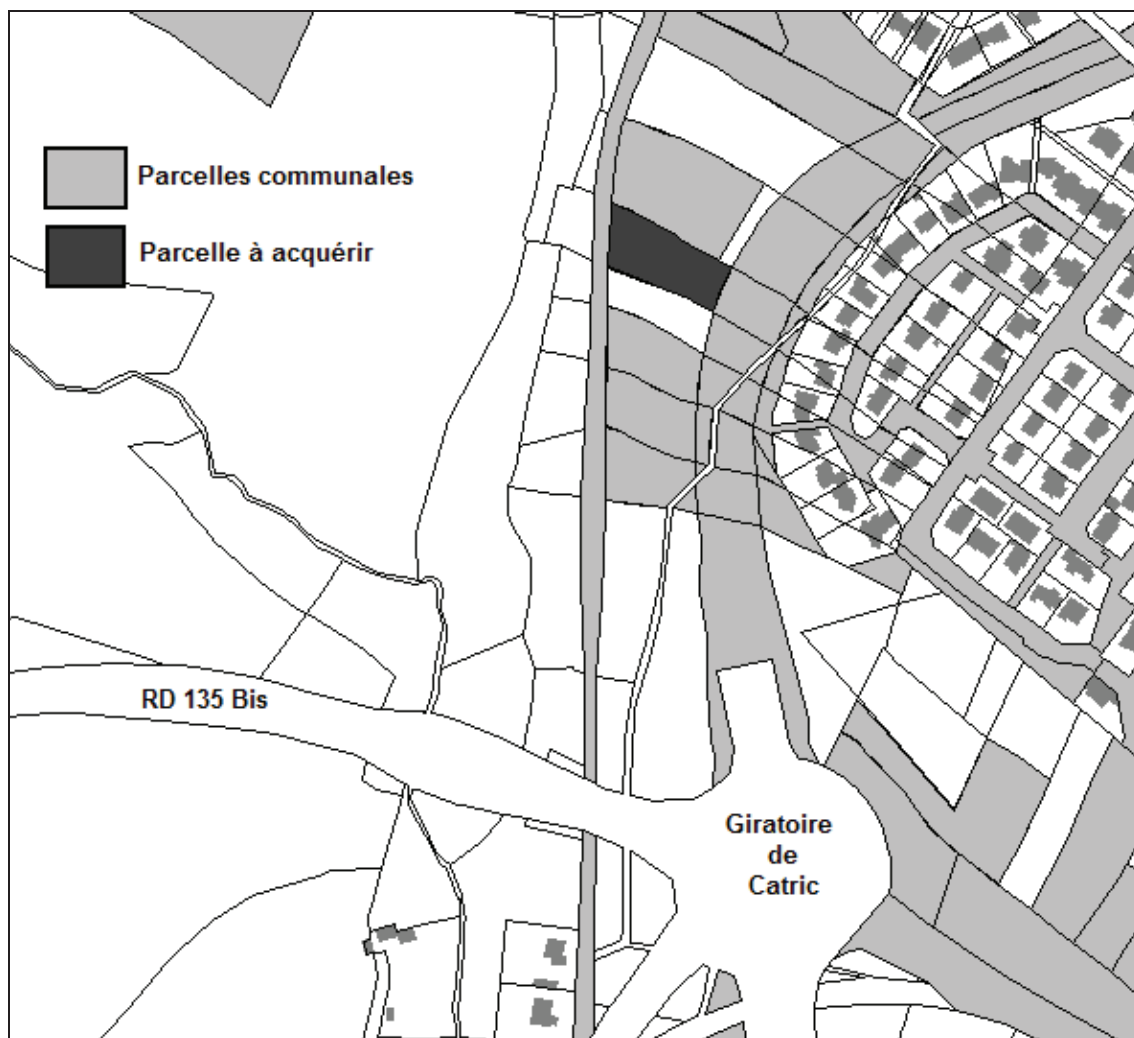 Parcelles communales
Parcelle à acquérir
RD 135 Bis
Giratoire
de
Catric